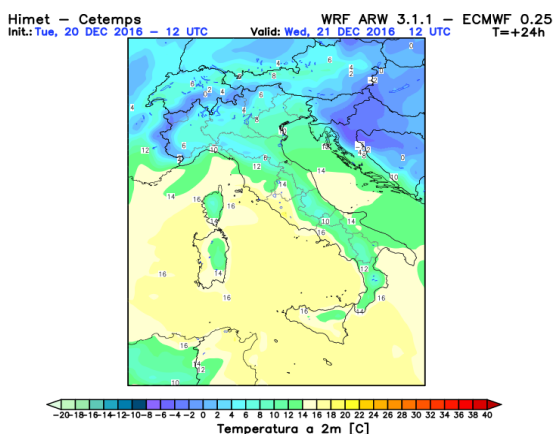 Himet – Cetemps WRF ARW 3.1.1 – ECMWF 0.25
Init.: Tue, 20 DEC 2016 – 12 UTC Valid: Wed, 21 DEC 2016 12 UTC T=+24h
-20 -18 -16 -14 -12 -10 -8 -6 -4 -2 0 2 4 6 8 10 12 14 16 18 20 22 24 26 28 30 32 34 36 38 40
Temperatura a 2m [C]